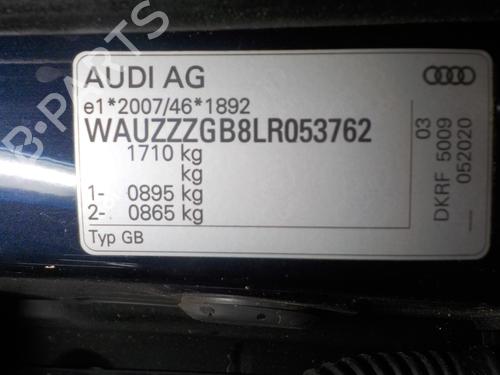 AUDI AG
e1*2007/46*1892
WAUZZZGB8LR053762
1710 kg
kg
1- 0895 kg
2- 0865 kg
Typ GB
03
DKRF 5009
052020
B-PARTS